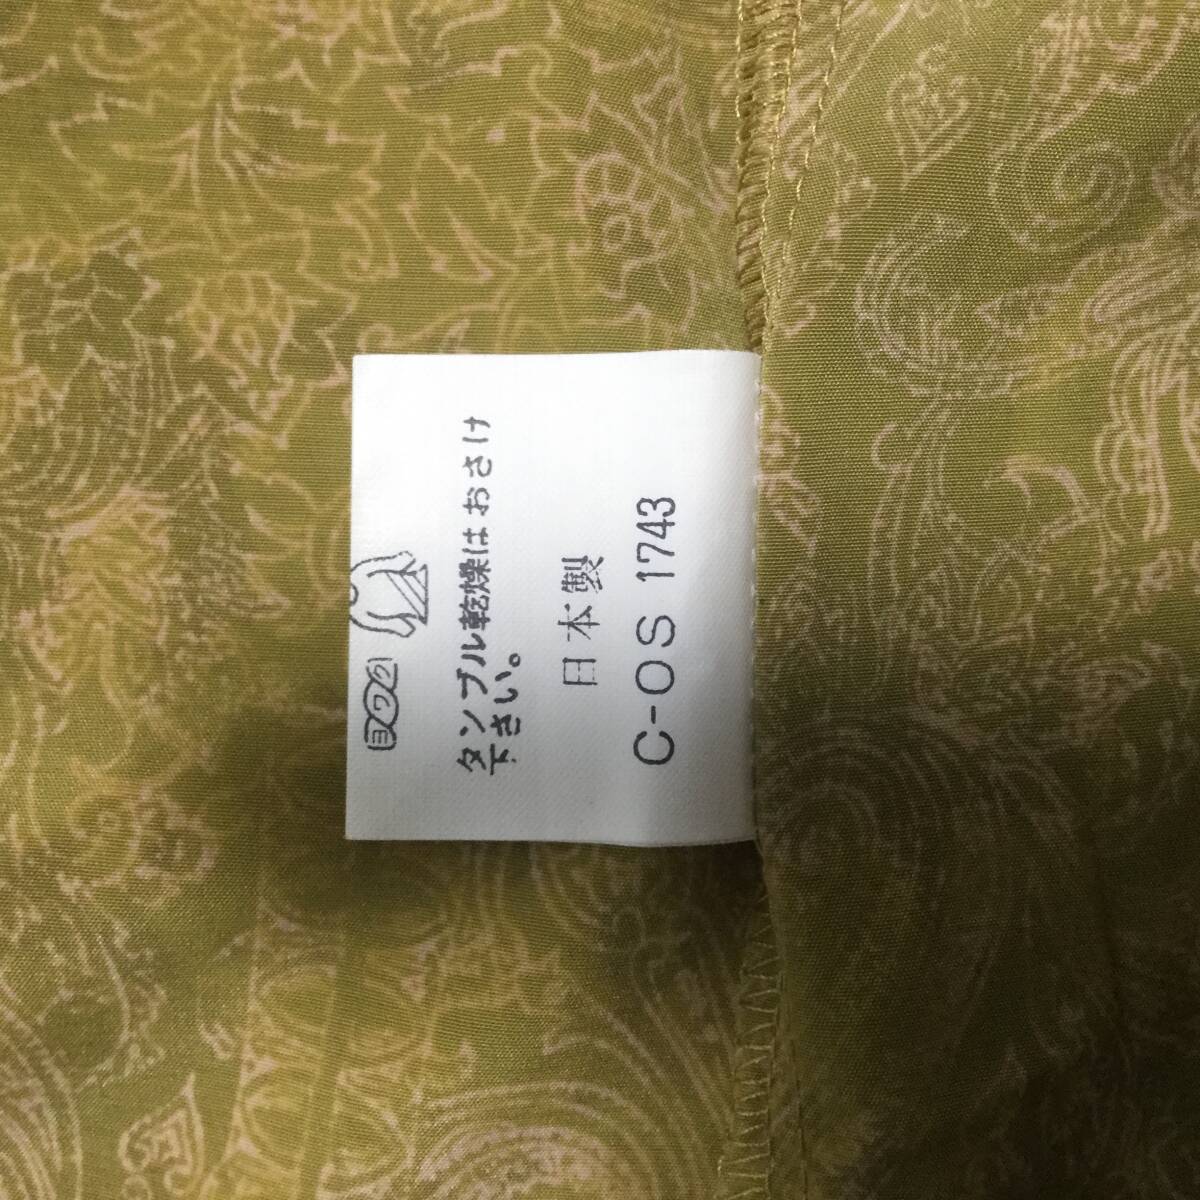 ヨワク
タンブル乾燥はおさけ
下さい。
日本製
C-OS 1743